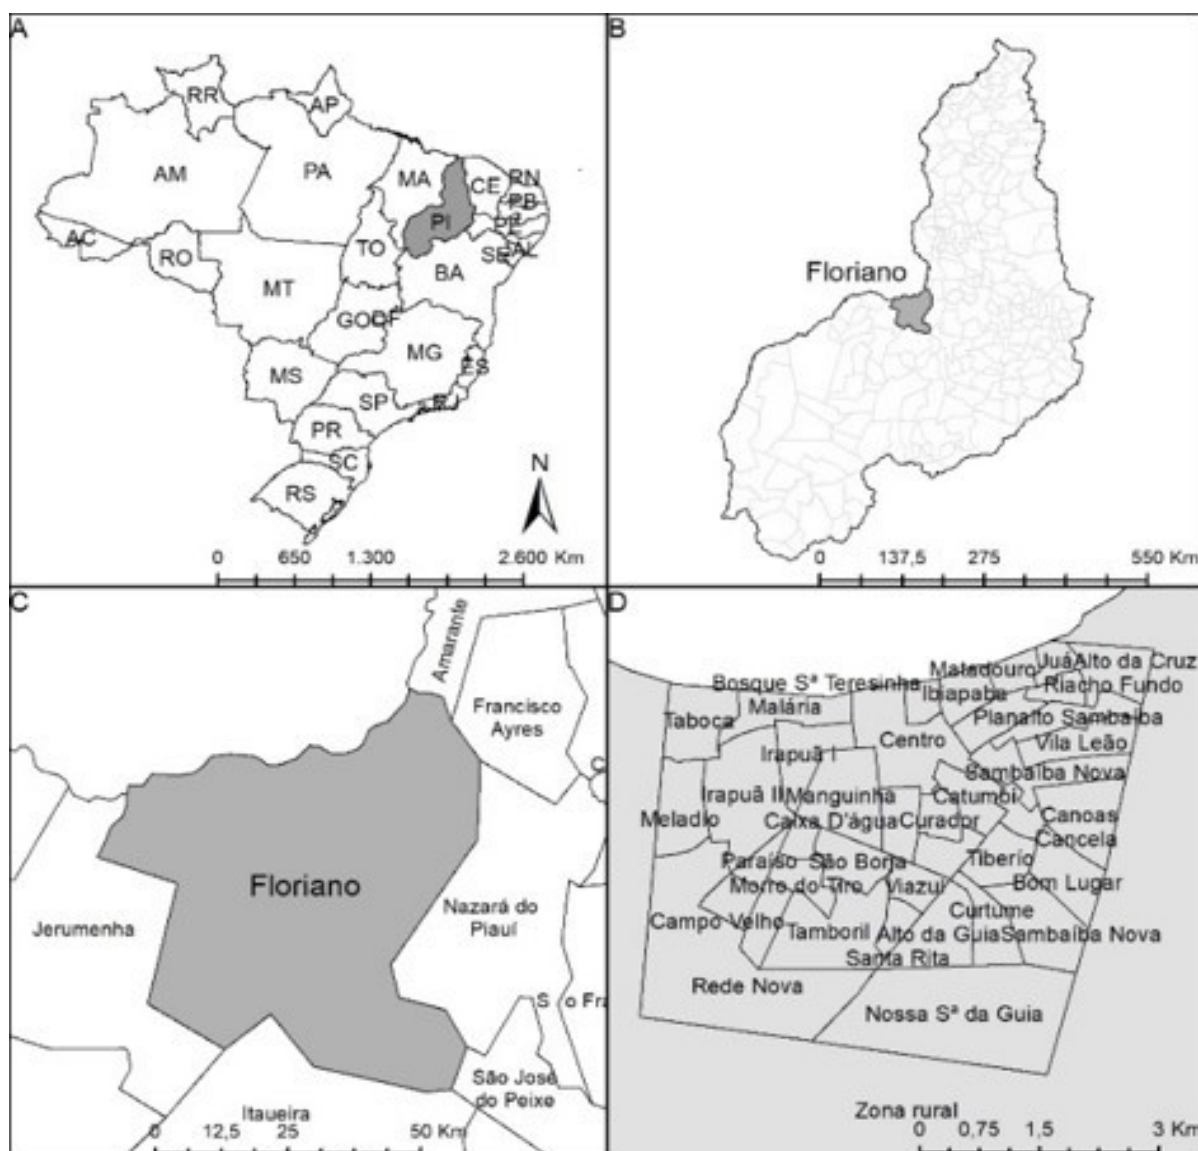 A
RR
AP
AM
PA
MA
CE
RN
PB
PI
PE
AC
TO
SE
AL
RO
BA
MT
GO
DF
MG
ES
MS
SP
RJ
PR
SC
RS
N
0 650 1.300 2.600 Km
B
Floriano
0 137,5 275 550 Km
C
Amarante
Francisco
Ayres
Floriano
Jerumenha
Nazará do
Piauí
São José
do Peixe
Itaueira
0 12,5 25 50 Km
D
Matadouro
Juá
Alto da Cruz
Bosque Sª Teresinha
Ibiapaba
Riacho Fundo
Taboca
Malária
Planalto Sambaíba
Centro
Vila Leão
Irapuã I
Sambaíba Nova
Irapuã II
Manguinha
Catumbi
Canoas
Meladio
Caixa D'água
Curador
Cancela
Paraíso
São Borja
Tiberío
Morro do Tiro
Viazul
Bom Lugar
Campo Velho
Tamboril
Alto da Guia
Curtume
Sambaíba Nova
Santa Rita
Rede Nova
Nossa Sª da Guia
Zona rural
0 0,75 1,5 3 Km